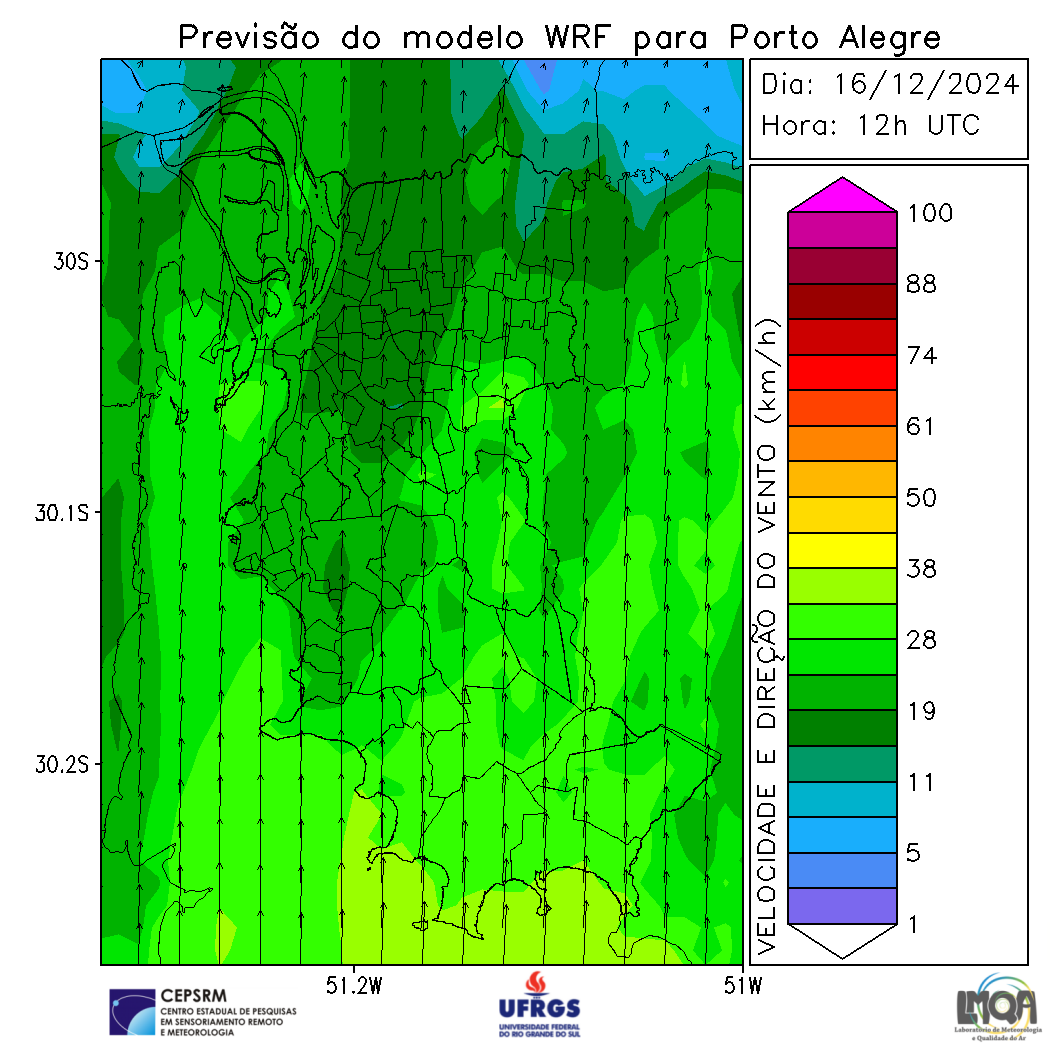 Previsão do modelo WRF para Porto Alegre
Dia: 16/12/2024
Hora: 12h UTC
30S
30.1S
30.2S
51.2W
51W
VELOCIDADE E DIREÇÃO DO VENTO (km/h)
100
88
74
61
50
38
28
19
11
5
1
CEPSRM
CENTRO ESTADUAL DE PESQUISAS
EM SENSORIAMENTO REMOTO
E METEOROLOGIA
UFRGS
UNIVERSIDADE FEDERAL
DO RIO GRANDE DO SUL
LMQA
Laboratório de Meteorologia
e Qualidade do Ar